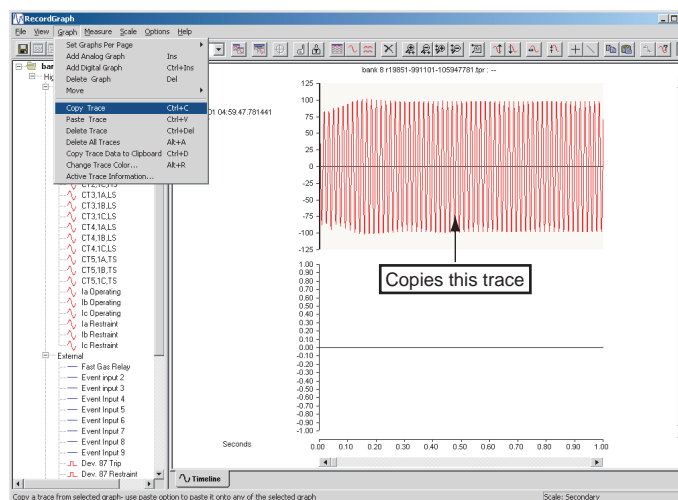 RecordGraph
File View Graph Measure Scale Options Help
Set Graphs Per Page
Add Analog Graph Ins
Add Digital Graph Ctrl+Ins
Delete Graph Del
Move
Copy Trace Ctrl+C
Paste Trace Ctrl+V
Delete Trace Ctrl+Del
Delete All Traces Alt+A
Copy Trace Data to Clipboard Ctrl+D
Change Trace Color... Alt+R
Active Trace Information...
CT3,1A,LS
CT3,1B,LS
CT3,1C,LS
CT4,1A,LS
CT4,1B,LS
CT4,1C,LS
CT5,1A,TS
CT5,1B,TS
CT5,1C,TS
Ia Operating
Ib Operating
Ic Operating
Ia Restraint
Ib Restraint
Ic Restraint
External
Fast Gas Relay
Event input 2
Event input 3
Event Input 4
Event Input 5
Event Input 6
Event Input 7
Event Input 8
Event Input 9
Dev. 87 Trip
Dev. 87 Restraint
bank 8 r19851-991101-105947781.tpr : --
01 04:59:47.781441
125
100
75
50
25
0
-25
-50
-75
-100
-125
Copies this trace
1.00
0.90
0.80
0.70
0.60
0.50
0.40
0.30
0.20
0.10
0.00
-0.10
-0.20
-0.30
-0.40
-0.50
-0.60
-0.70
-0.80
-0.90
-1.00
Seconds
0.00 0.10 0.20 0.30 0.40 0.50 0.60 0.70 0.80 0.90 1.00
Timeline
Copy a trace from selected graph- use paste option to paste it onto any of the selected graph
Scale: Secondary